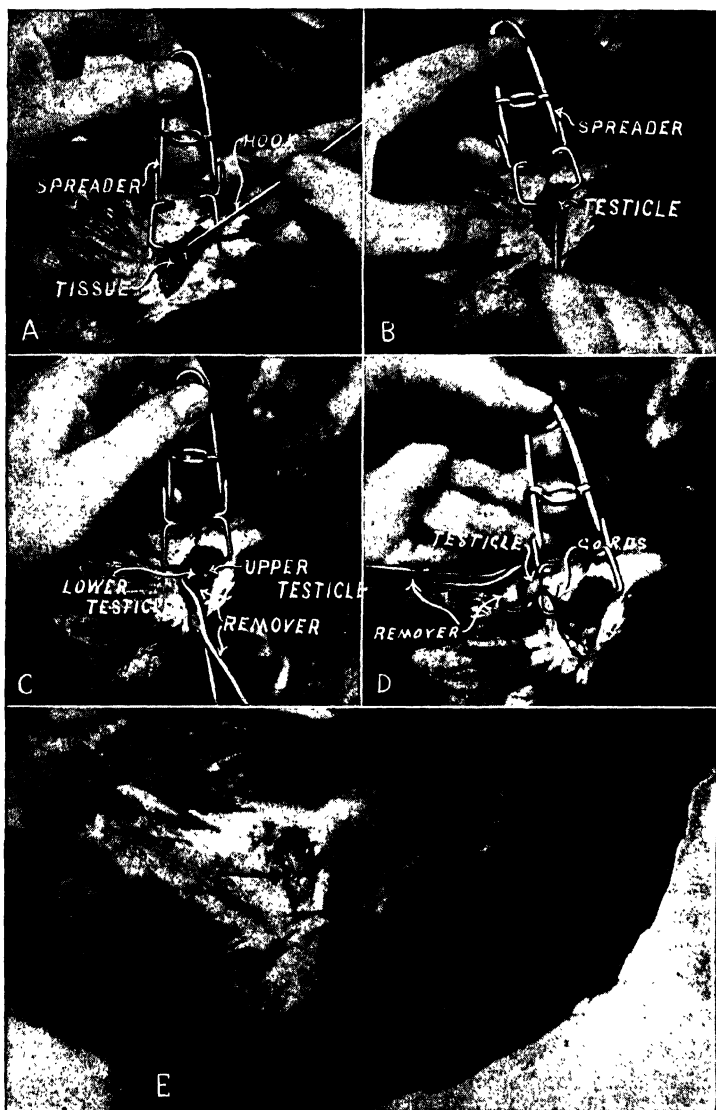 HOOK
SPREADER
TISSUE
A
SPREADER
TESTICLE
B
LOWER
TESTICLE
UPPER
TESTICLE
REMOVER
C
TESTICLE
CORDS
REMOVER
D
E